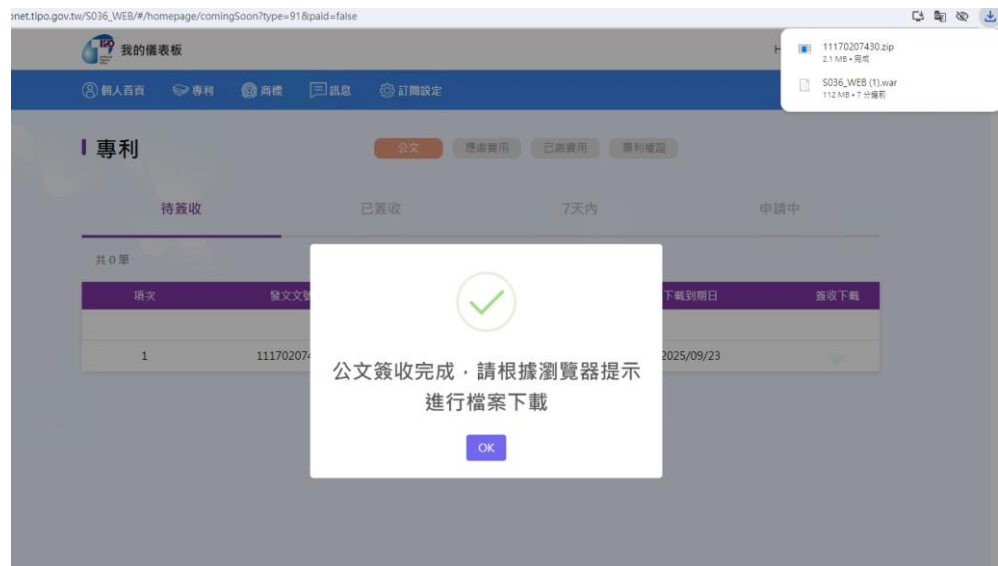 onet.tipo.gov.tw/S036_WEB/#/homepage/comingSoon?type=91&paid=false
我的儀表板
11170207430.zip
2.1 MB • 完成
S036_WEB (1).war
112 MB • 7 分鐘前
個人首頁 專利 商標 訊息 訂閱設定
專利
公文 應繳費用 已繳費用 專利權證
待簽收 已簽收 7天內 申請中
共 0 筆
項次 發文文號 下載到期日 簽收下載
1 111702074 2025/09/23
公文簽收完成，請根據瀏覽器提示
進行檔案下載
OK